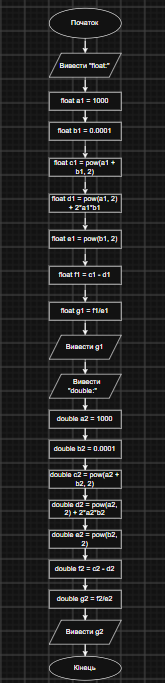 Початок
Вивести "float:"
float a1 = 1000
float b1 = 0.0001
float c1 = pow(a1 +
b1, 2)
float d1 = pow(a1, 2)
+ 2*a1*b1
float e1 = pow(b1, 2)
float f1 = c1 - d1
float g1 = f1/e1
Вивести g1
Вивести
"double:"
double a2 = 1000
double b2 = 0.0001
double c2 = pow(a2 +
b2, 2)
double d2 = pow(a2,
2) + 2*a2*b2
double e2 = pow(b2,
2)
double f2 = c2 - d2
double g2 = f2/e2
Вивести g2
Кінець